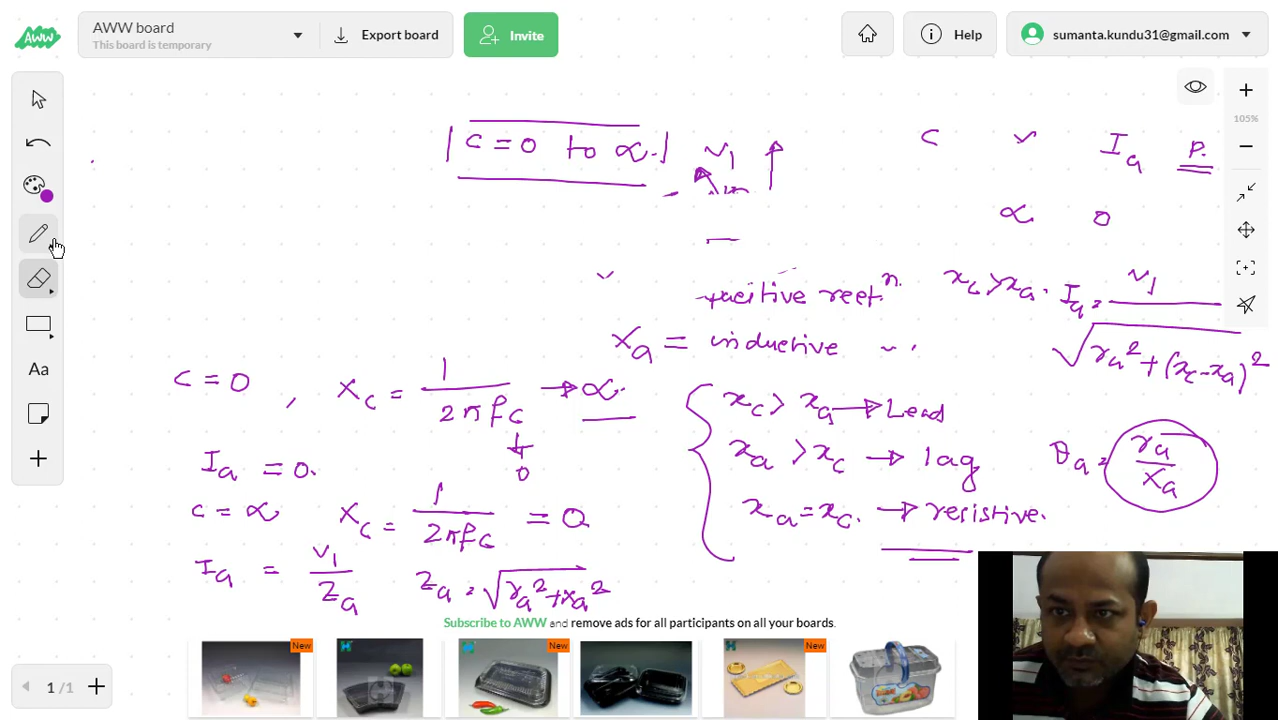 AWW board
This board is temporary
Export board
Invite
Help
sumanta.kundu31@gmail.com
AWW
105%
Aa
| c = 0 to α. | v₁
c v Iₐ P.
α 0
xc > xa. Iₐ = v₁ / √(rₐ² + (xc - xₐ)²
Xₐ = inductive
c = 0 , Xc = 1 / 2πfc → α
0
Iₐ = 0.
xc > xₐ → Lead
xₐ > xc → lag
xₐ = xc. → resistive.
θₐ = rₐ / Xₐ
c = α Xc = 1 / 2πfc = 0
Iₐ = V₁ / Zₐ Zₐ = √rₐ² + xₐ²
Subscribe to AWW and remove ads for all participants on all your boards.
New
New
New
1 /1